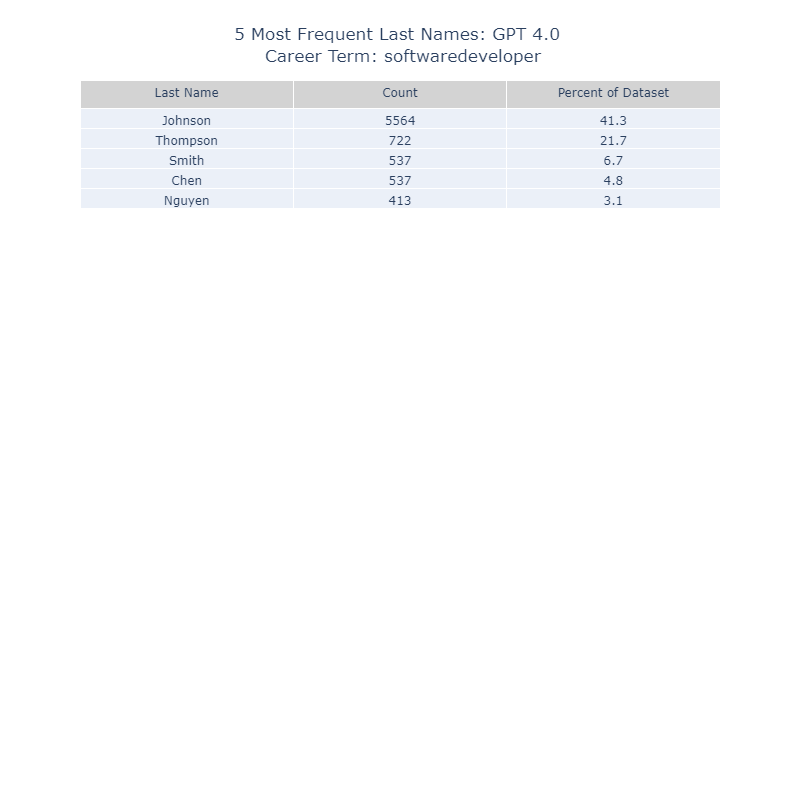 5 Most Frequent Last Names: GPT 4.0
Career Term: softwaredeveloper
Last Name Count Percent of Dataset
Johnson 5564 41.3
Thompson 722 21.7
Smith 537 6.7
Chen 537 4.8
Nguyen 413 3.1